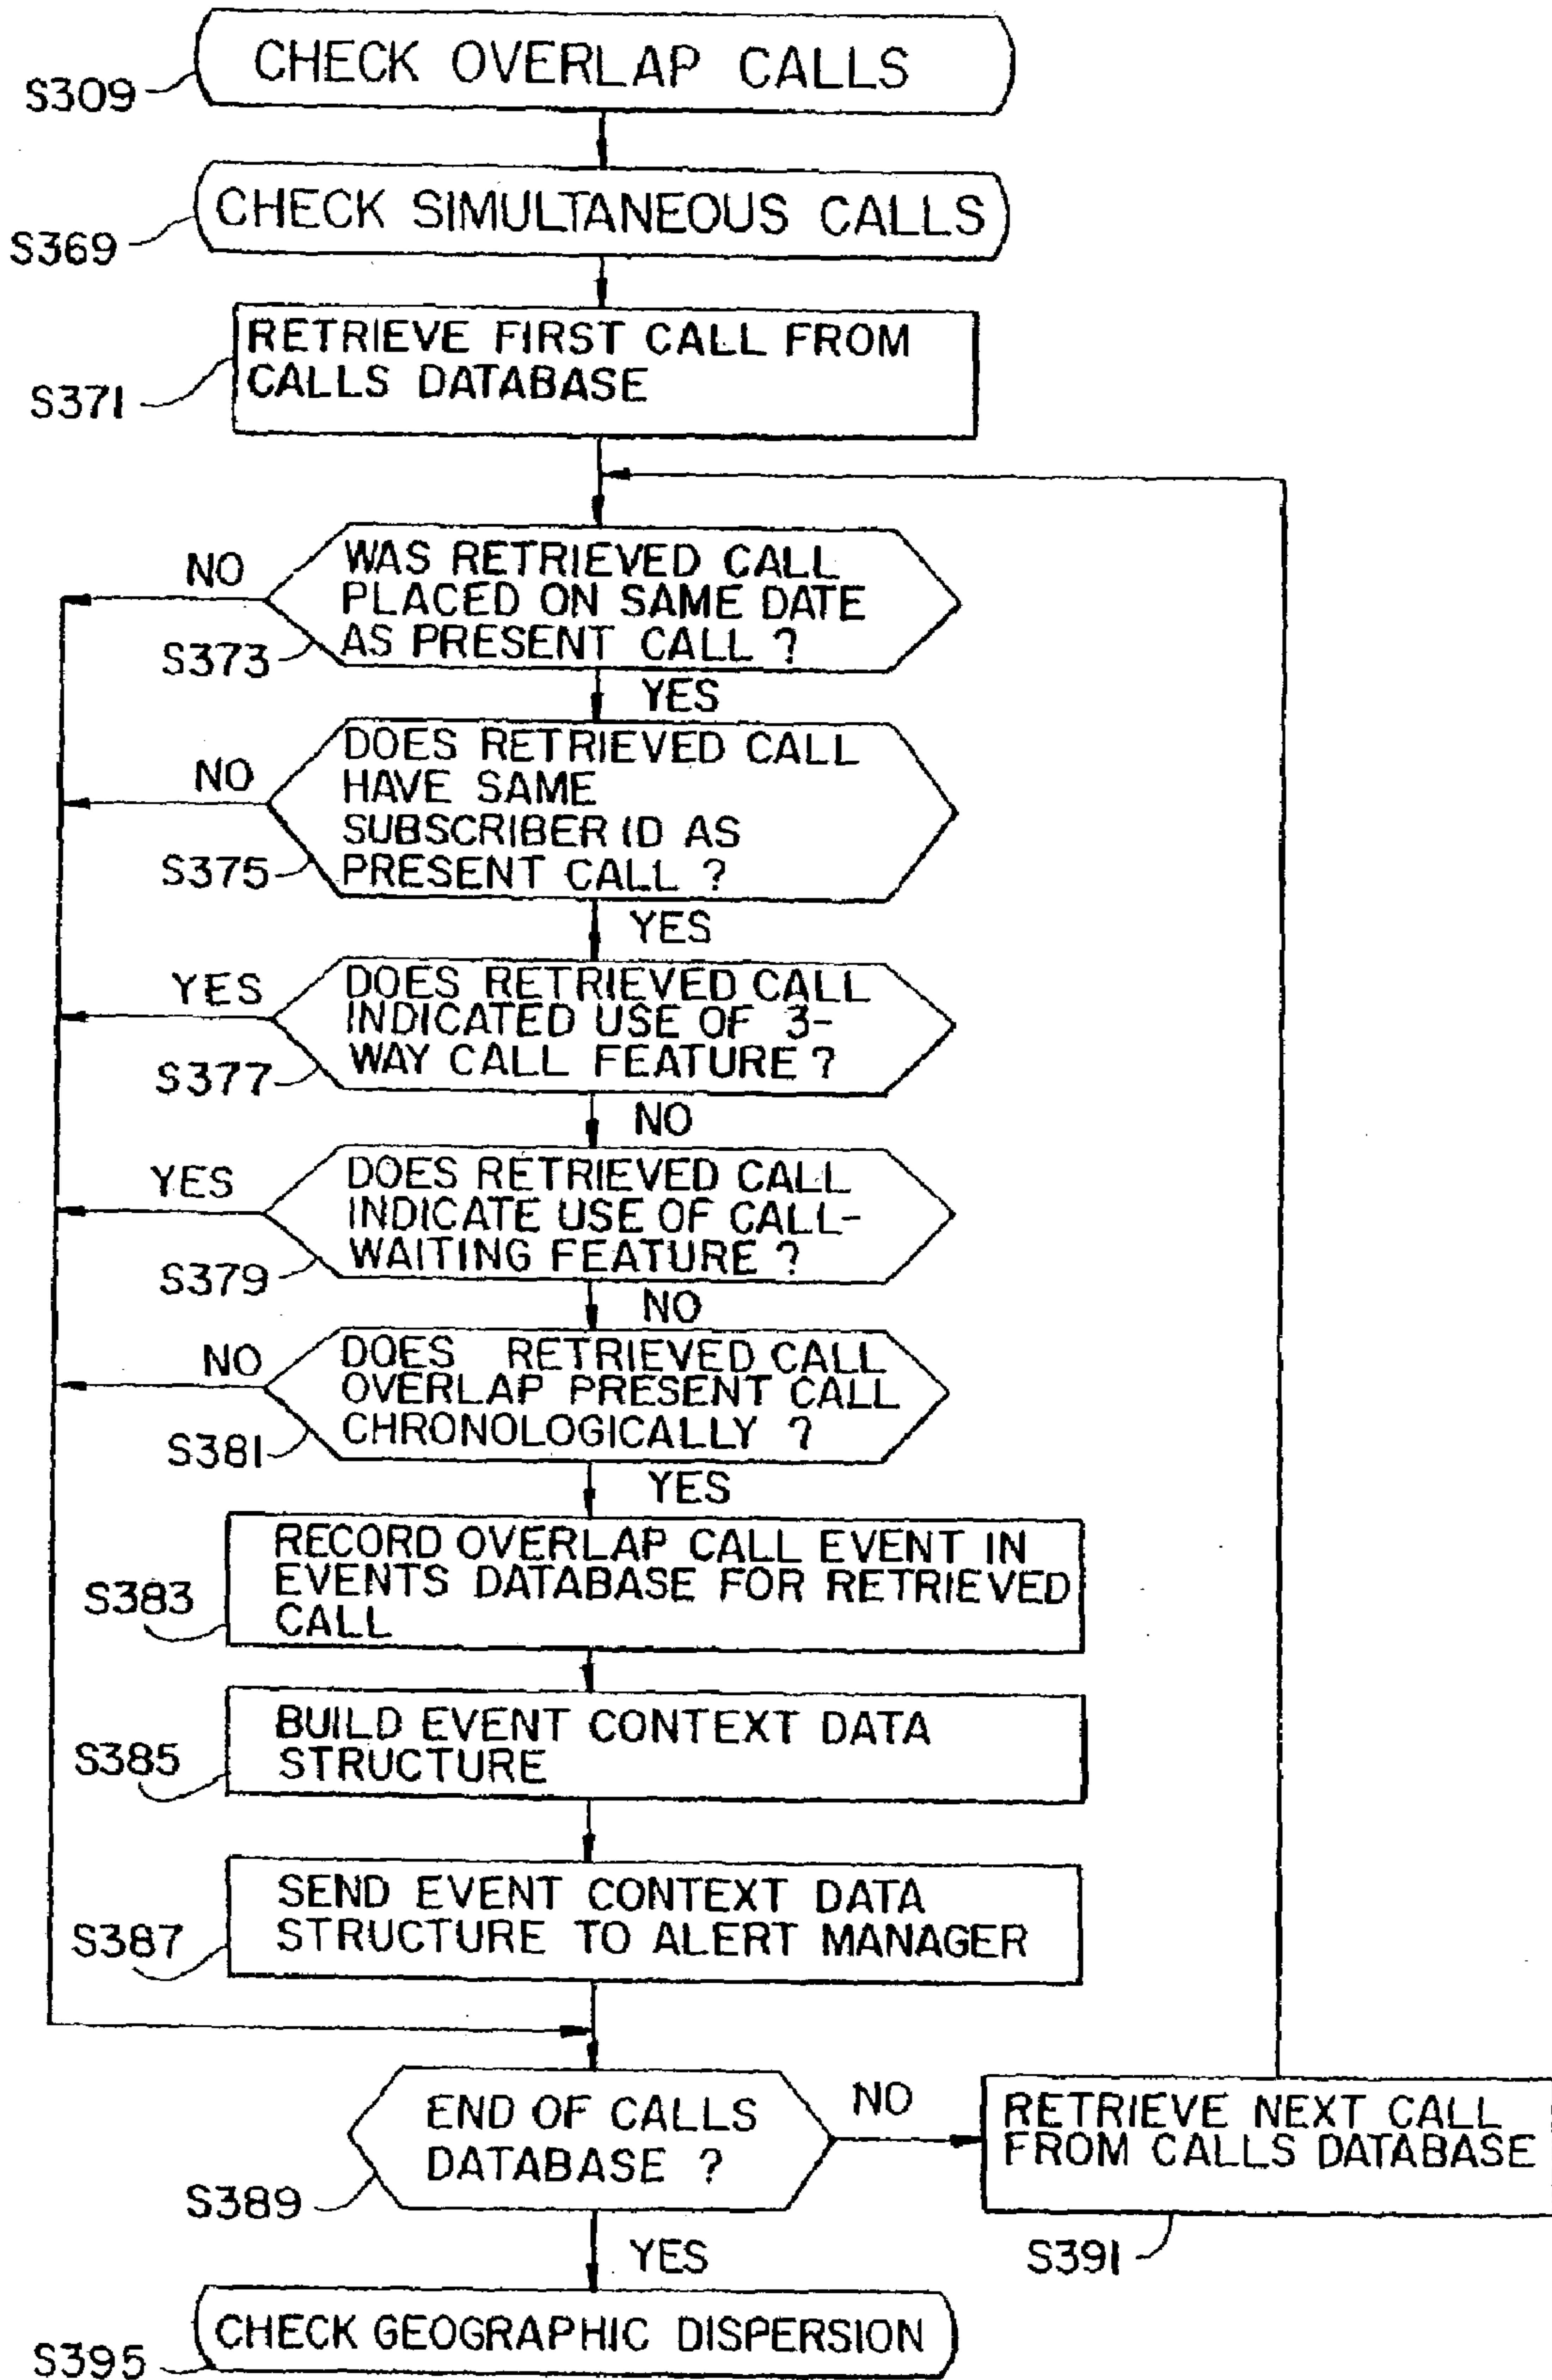 CHECK OVERLAP CALLS
S309
CHECK SIMULTANEOUS CALLS
S369
RETRIEVE FIRST CALL FROM
CALLS DATABASE
S371
WAS RETRIEVED CALL
PLACED ON SAME DATE
AS PRESENT CALL ?
NO
S373
YES
DOES RETRIEVED CALL
HAVE SAME
SUBSCRIBER ID AS
PRESENT CALL ?
NO
S375
YES
DOES RETRIEVED CALL
INDICATED USE OF 3-
WAY CALL FEATURE ?
YES
S377
NO
DOES RETRIEVED CALL
INDICATE USE OF CALL-
WAITING FEATURE ?
YES
S379
NO
DOES RETRIEVED CALL
OVERLAP PRESENT CALL
CHRONOLOGICALLY ?
NO
S381
YES
RECORD OVERLAP CALL EVENT IN
EVENTS DATABASE FOR RETRIEVED
CALL
S383
BUILD EVENT CONTEXT DATA
STRUCTURE
S385
SEND EVENT CONTEXT DATA
STRUCTURE TO ALERT MANAGER
S387
END OF CALLS
DATABASE ?
S389
NO
RETRIEVE NEXT CALL
FROM CALLS DATABASE
S391
YES
CHECK GEOGRAPHIC DISPERSION
S395